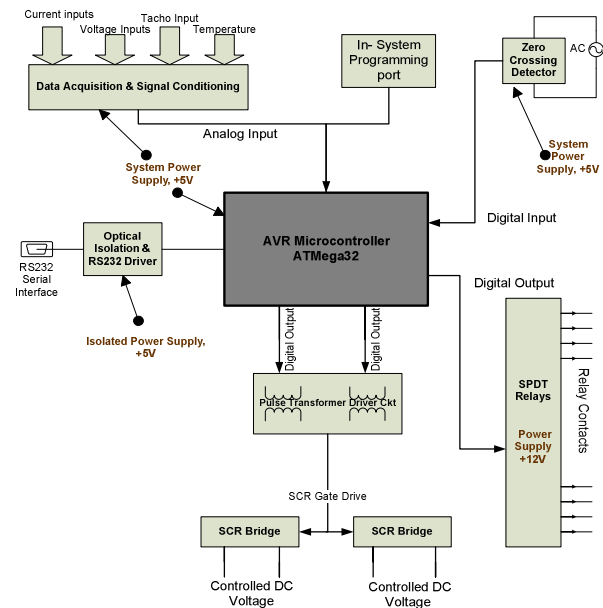 Current inputs
Voltage Inputs
Tacho Input
Temperature
Data Acquisition & Signal Conditioning
In- System
Programming
port
Zero
Crossing
Detector
AC
Analog Input
System Power
Supply, +5V
System
Power
Supply, +5V
Digital Input
AVR Microcontroller
ATMega32
Optical
Isolation &
RS232 Driver
RS232
Serial
Interface
Isolated Power Supply,
+5V
Digital Output
Digital Output
Digital Output
Pulse Transformer Driver Ckt
SPDT
Relays
Power
Supply
+12V
Relay Contacts
SCR Gate Drive
SCR Bridge
SCR Bridge
Controlled DC
Voltage
Controlled DC
Voltage